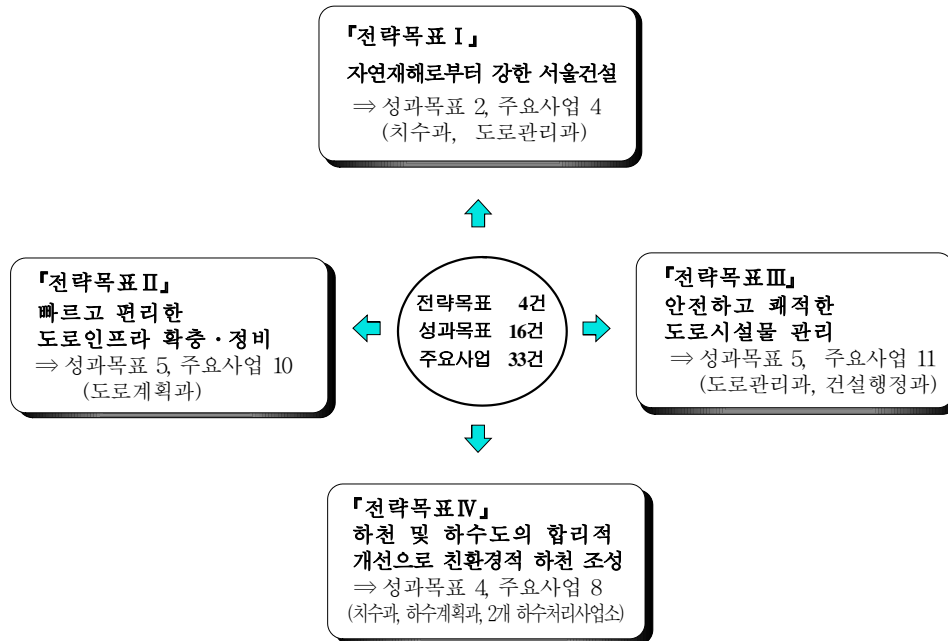 『전략목표Ⅰ』
자연재해로부터 강한 서울건설
⇒ 성과목표 2, 주요사업 4
(치수과, 도로관리과)
『전략목표Ⅱ』
빠르고 편리한
도로인프라 확충·정비
⇒ 성과목표 5, 주요사업 10
(도로계획과)
전략목표 4건
성과목표 16건
주요사업 33건
『전략목표Ⅲ』
안전하고 쾌적한
도로시설물 관리
⇒ 성과목표 5, 주요사업 11
(도로관리과, 건설행정과)
『전략목표Ⅳ』
하천 및 하수도의 합리적
개선으로 친환경적 하천 조성
⇒ 성과목표 4, 주요사업 8
(치수과, 하수계획과, 2개 하수처리사업소)